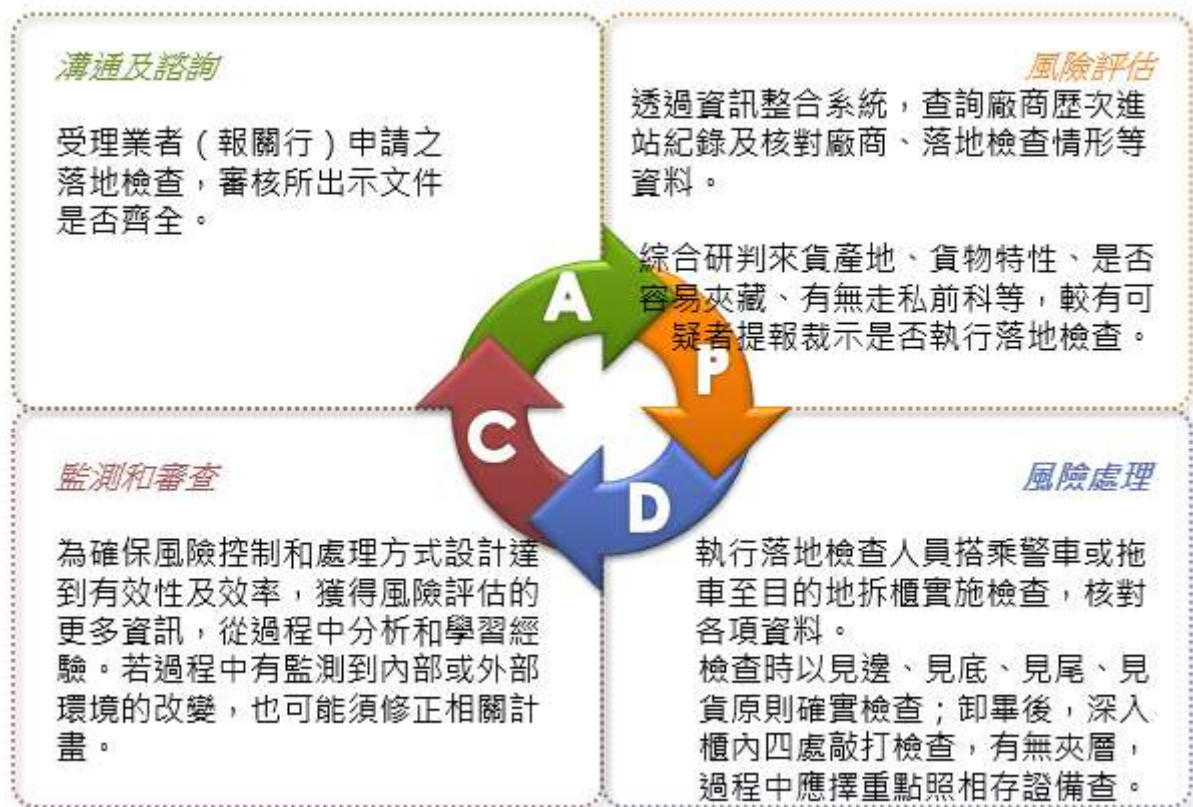 溝通及諮詢
受理業者（報關行）申請之
落地檢查，審核所出示文件
是否齊全。
風險評估
透過資訊整合系統，查詢廠商歷次進
站紀錄及核對廠商、落地檢查情形等
資料。
綜合研判來貨產地、貨物特性、是否
容易夾藏、有無走私前科等，較有可
疑者提報裁示是否執行落地檢查。
A
P
C
D
監測和審查
為確保風險控制和處理方式設計達
到有效性及效率，獲得風險評估的
更多資訊，從過程中分析和學習經
驗。若過程中有監測到內部或外部
環境的改變，也可能須修正相關計
畫。
風險處理
執行落地檢查人員搭乘警車或拖
車至目的地拆櫃實施檢查，核對
各項資料。
檢查時以見邊、見底、見尾、見
貨原則確實檢查；卸畢後，深入
櫃內四處敲打檢查，有無夾層，
過程中應擇重點照相存證備查。